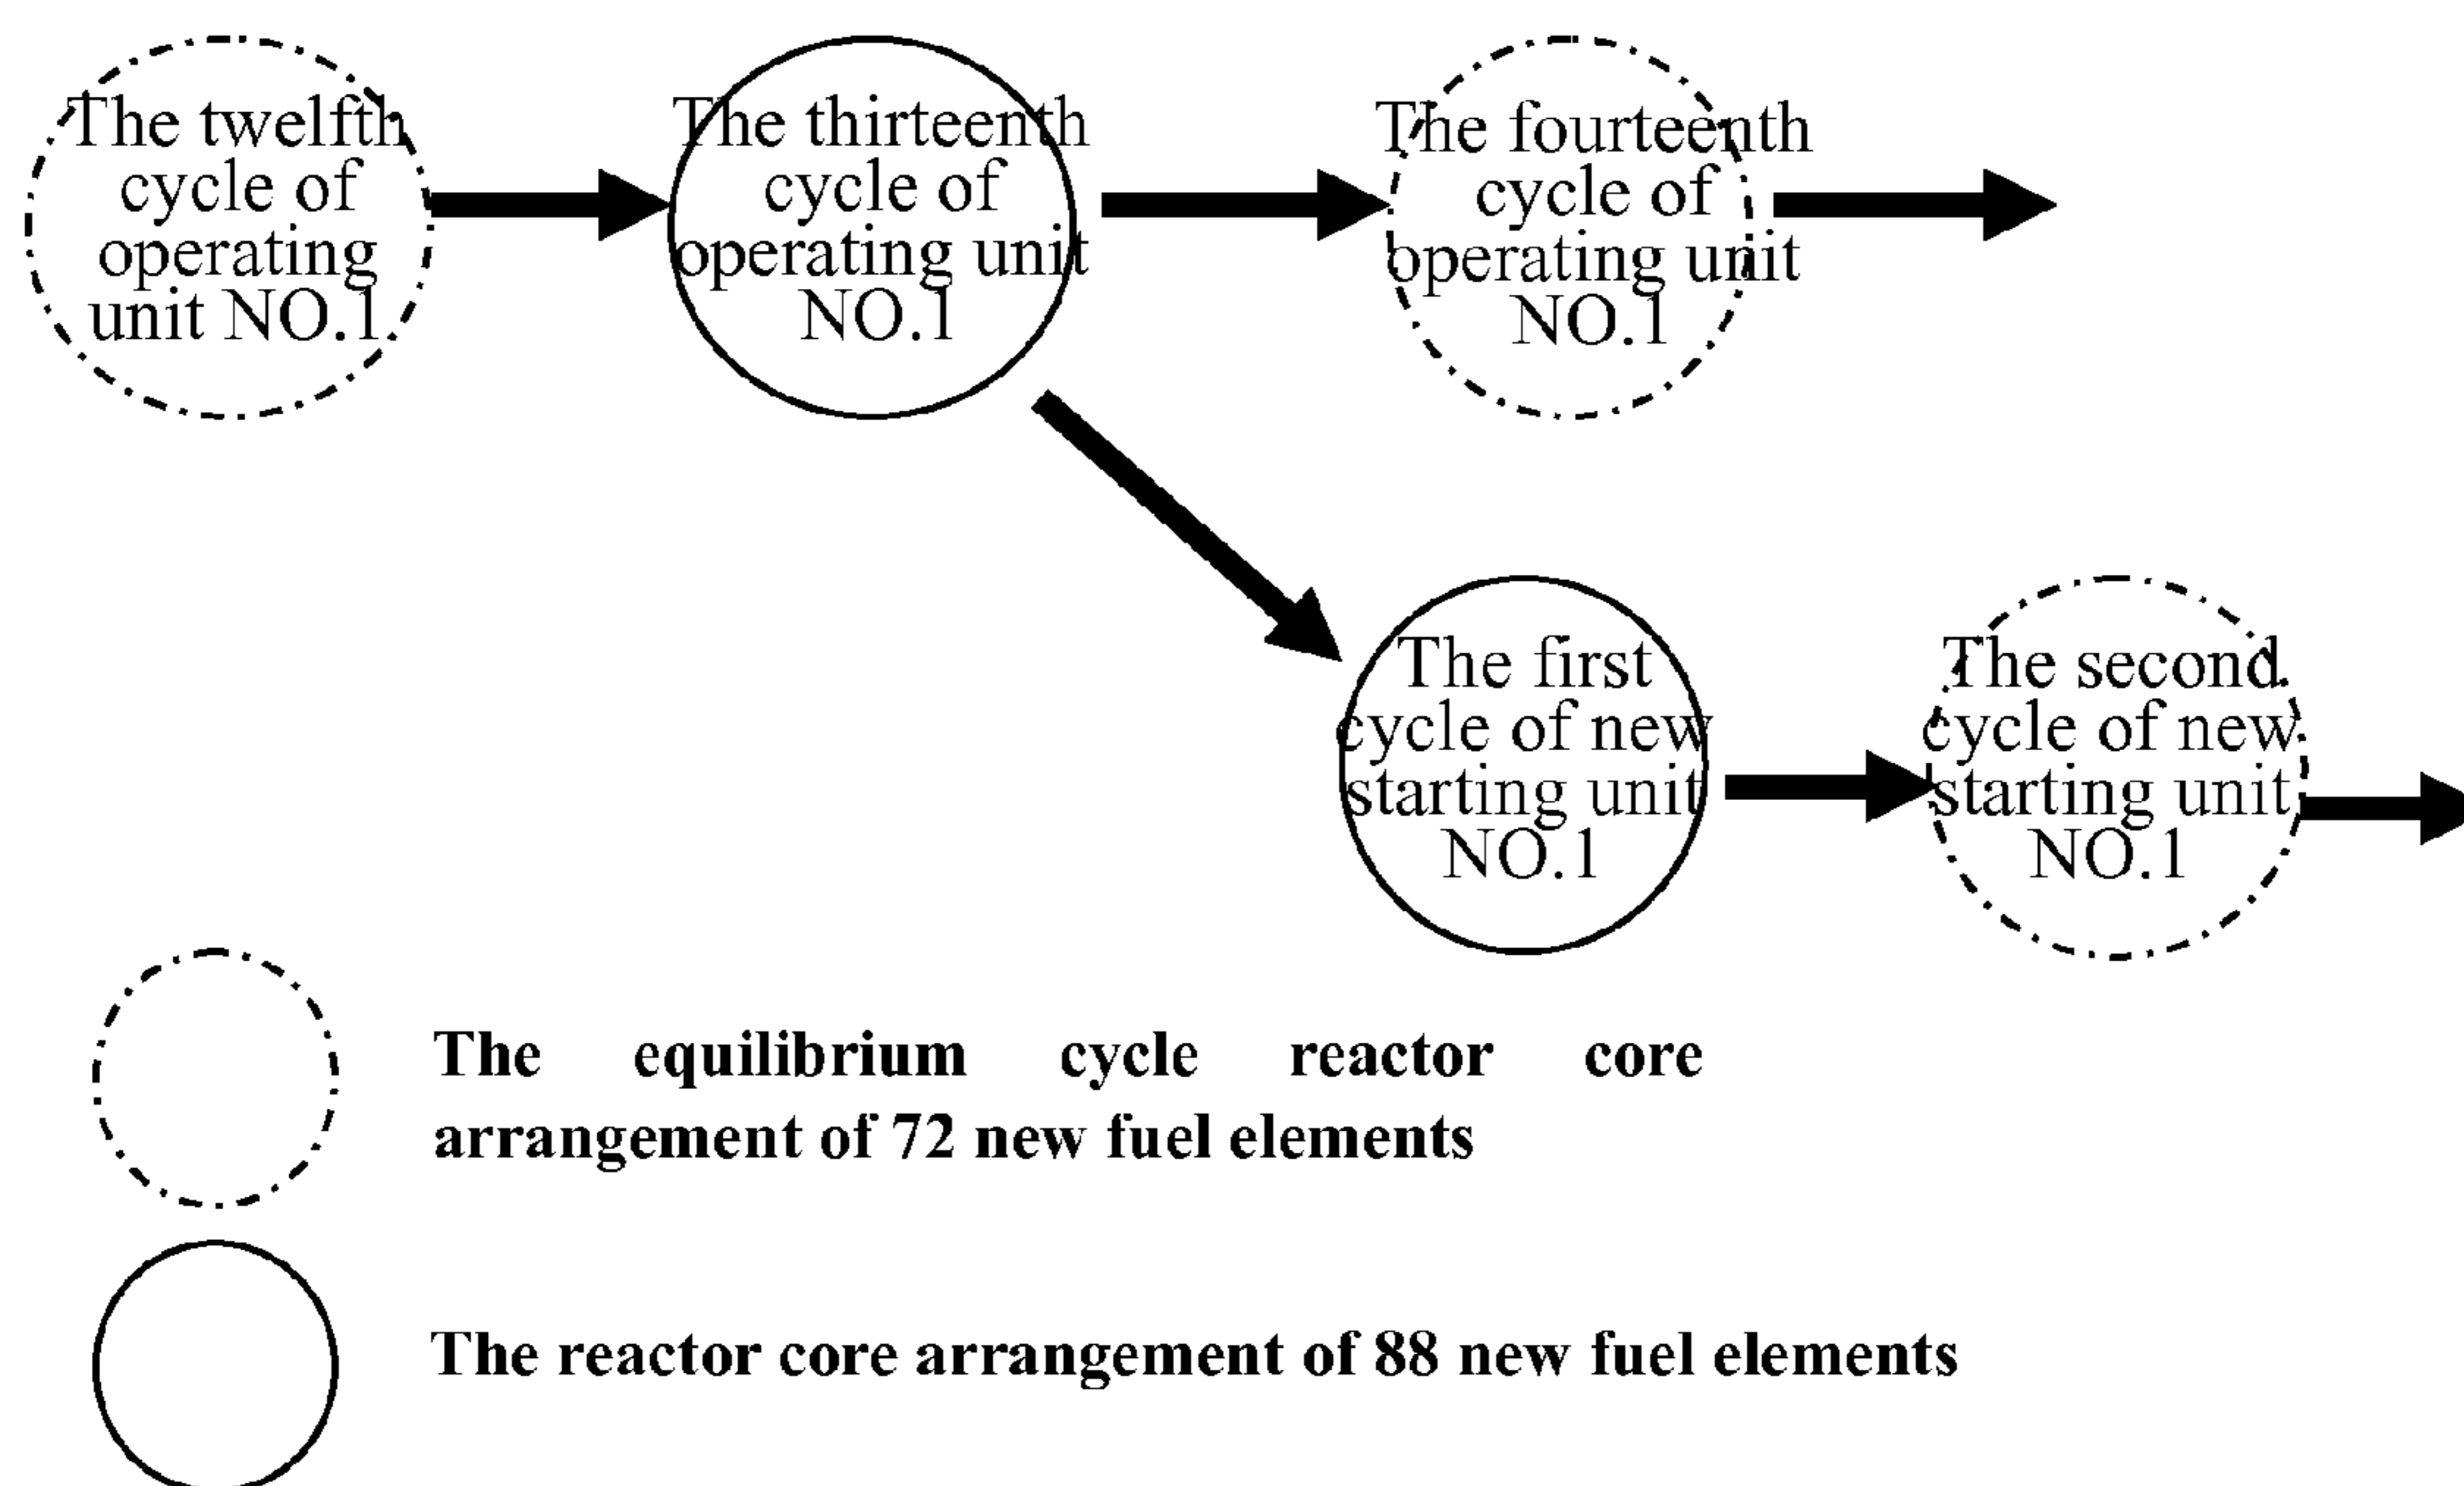 The twelfth
cycle of
operating
unit NO.1
The thirteenth
cycle of
operating unit
NO.1
The fourteenth
cycle of
operating unit
NO.1
The first
cycle of new
starting unit
NO.1
The second
cycle of new
starting unit
NO.1
The equilibrium cycle reactor core
arrangement of 72 new fuel elements
The reactor core arrangement of 88 new fuel elements